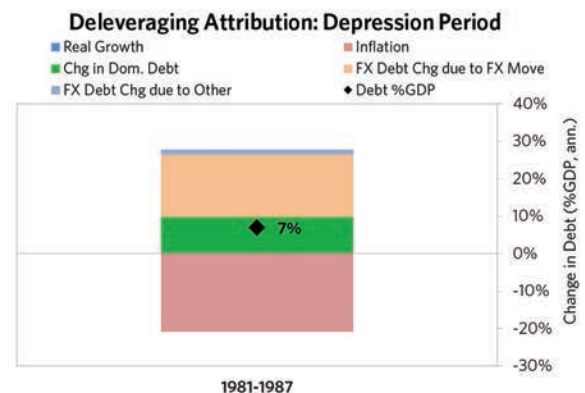 Deleveraging Attribution: Depression Period
Real Growth Inflation
Chg in Dom. Debt FX Debt Chg due to FX Move
FX Debt Chg due to Other Debt %GDP
40%
30%
20%
10%
0%
-10%
-20%
-30%
Change in Debt (%GDP, ann.)
7%
1981-1987